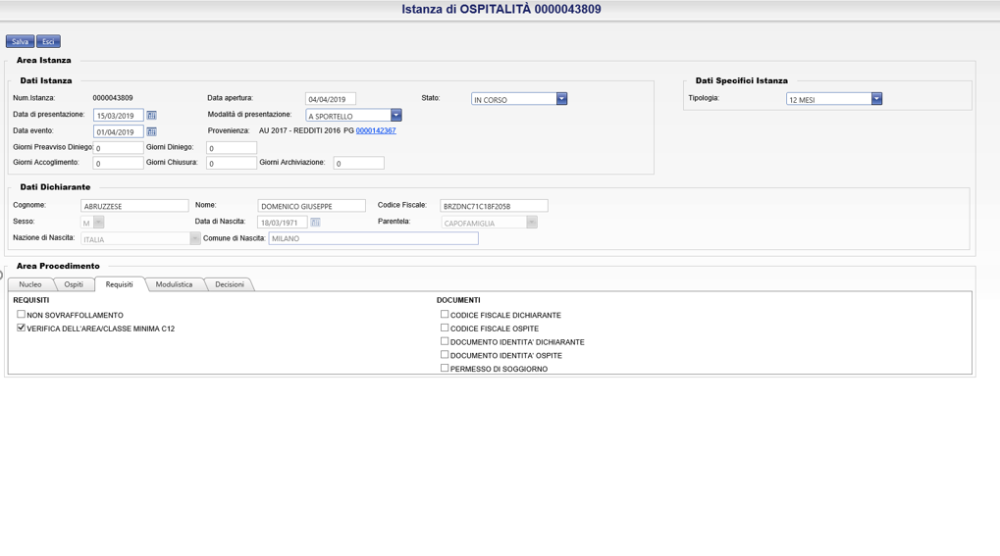 Istanza di OSPITALITÀ 0000043809
Salva Esci
Area Istanza
Dati Istanza
Num.Istanza: 0000043809 Data apertura: 04/04/2019 Stato: IN CORSO
Data di presentazione: 15/03/2019 Modalità di presentazione: A SPORTELLO
Data evento: 01/04/2019 Provenienza: AU 2017 - REDDITI 2016 PG 0000142367
Giorni Preavviso Diniego: 0 Giorni Diniego: 0
Giorni Accoglimento: 0 Giorni Chiusura: 0 Giorni Archiviazione: 0
Dati Specifici Istanza
Tipologia: 12 MESI
Dati Dichiarante
Cognome: ABRUZZESE Nome: DOMENICO GIUSEPPE Codice Fiscale: BRZDNC71C18F205B
Sesso: M Data di Nascita: 18/03/1971 Parentela: CAPOFAMIGLIA
Nazione di Nascita: ITALIA Comune di Nascita: MILANO
Area Procedimento
Nucleo Ospiti Requisiti Modulistica Decisioni
REQUISITI
NON SOVRAFFOLLAMENTO
VERIFICA DELL'AREA/CLASSE MINIMA C12
DOCUMENTI
CODICE FISCALE DICHIARANTE
CODICE FISCALE OSPITE
DOCUMENTO IDENTITA' DICHIARANTE
DOCUMENTO IDENTITA' OSPITE
PERMESSO DI SOGGIORNO